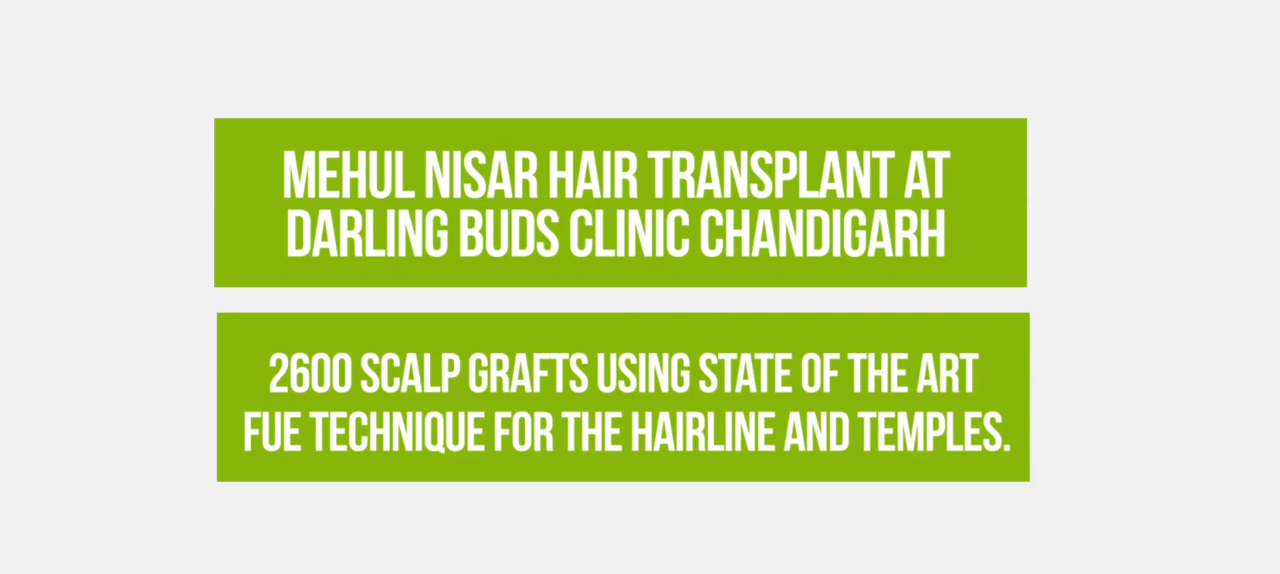 MEHUL NISAR HAIR TRANSPLANT AT
DARLING BUDS CLINIC CHANDIGARH
2600 SCALP GRAFTS USING STATE OF THE ART
FUE TECHNIQUE FOR THE HAIRLINE AND TEMPLES.